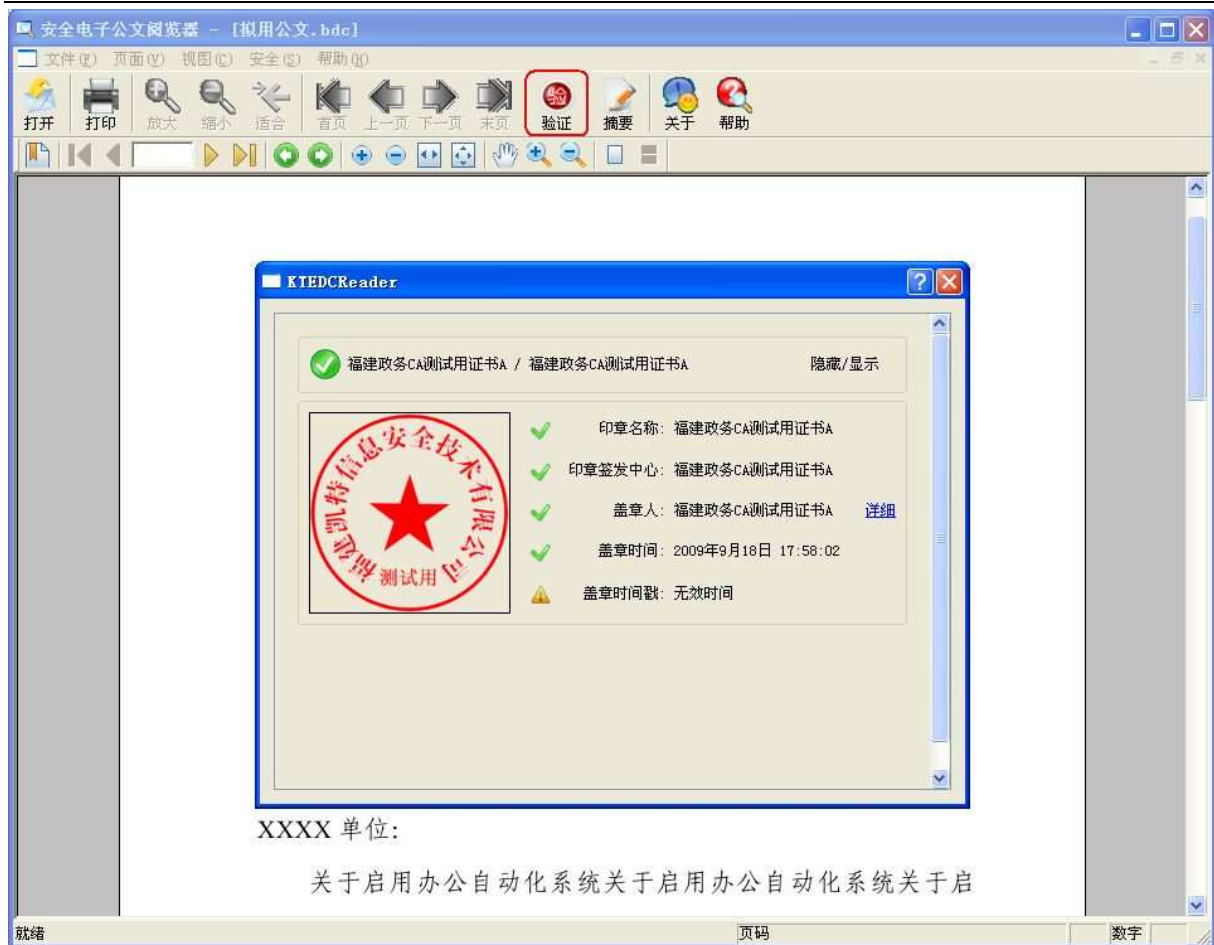 安全电子公文阅览器 - [拟用公文.bdc]
文件(F) 页面(V) 视图(C) 安全(S) 帮助(H)
打开 打印 放大 缩小 适合 首页 上一页 下一页 末页 验证 摘要 关于 帮助
KTEDCReader
福建政务CA测试用证书A / 福建政务CA测试用证书A 隐藏/显示
福建凯特信息安全技术有限公司
测试用
印章名称: 福建政务CA测试用证书A
印章签发中心: 福建政务CA测试用证书A
盖章人: 福建政务CA测试用证书A 详细
盖章时间: 2009年9月18日 17:58:02
盖章时间戳: 无效时间
XXXX 单位:
关于启用办公自动化系统关于启用办公自动化系统关于启
就绪 页码 数字